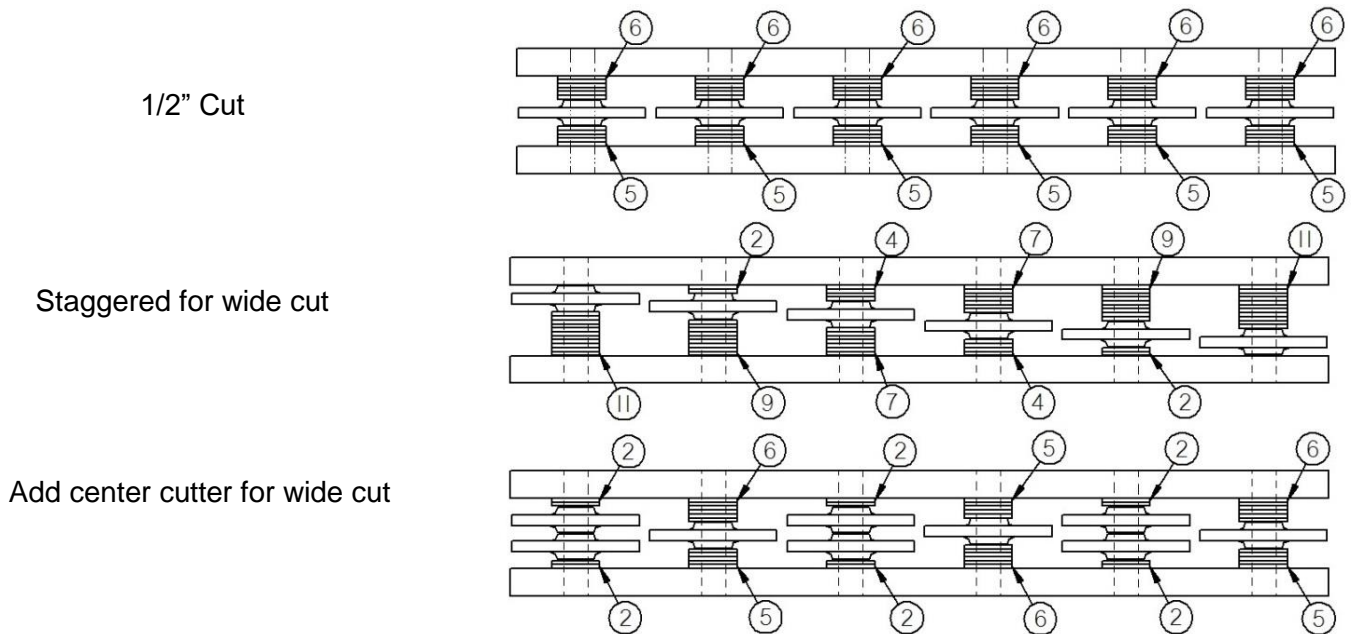 6 6 6 6 6 6
1/2” Cut
5 5 5 5 5 5
2 4 7 9 11
Staggered for wide cut
11 9 7 4 2
2 6 2 5 2 6
Add center cutter for wide cut
2 5 2 6 2 5